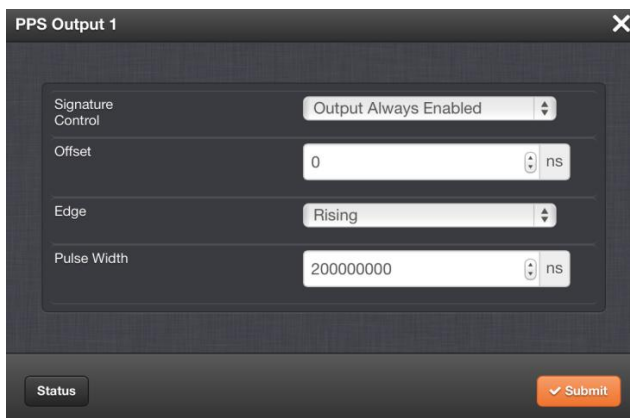 PPS Output 1
Signature
Control
Output Always Enabled
Offset
0
ns
Edge
Rising
Pulse Width
200000000
ns
Status
Submit